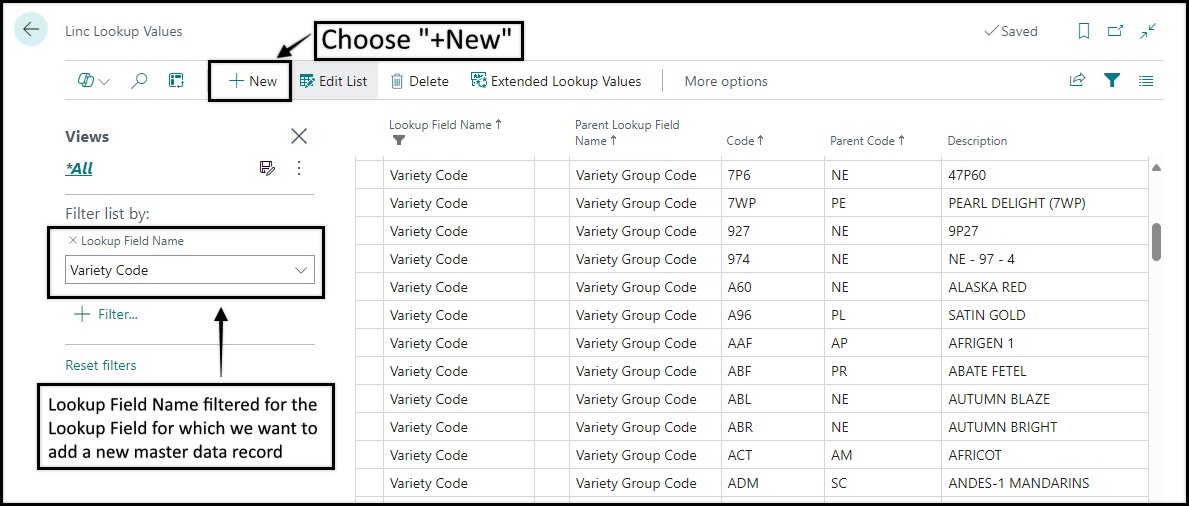 Linc Lookup Values
Choose "+New"
Saved
New
Edit List
Delete
Extended Lookup Values
More options
Views
*All
Filter list by:
× Lookup Field Name
Variety Code
Filter...
Reset filters
Lookup Field Name filtered for the
Lookup Field for which we want to
add a new master data record
Lookup Field Name ↑ Parent Lookup Field Name ↑ Code ↑ Parent Code ↑ Description
Variety Code Variety Group Code 7P6 NE 47P60
Variety Code Variety Group Code 7WP PE PEARL DELIGHT (7WP)
Variety Code Variety Group Code 927 NE 9P27
Variety Code Variety Group Code 974 NE NE - 97 - 4
Variety Code Variety Group Code A60 NE ALASKA RED
Variety Code Variety Group Code A96 PL SATIN GOLD
Variety Code Variety Group Code AAF AP AFRIGEN 1
Variety Code Variety Group Code ABF PR ABATE FETEL
Variety Code Variety Group Code ABL NE AUTUMN BLAZE
Variety Code Variety Group Code ABR NE AUTUMN BRIGHT
Variety Code Variety Group Code ACT AM AFRICOT
Variety Code Variety Group Code ADM SC ANDES-1 MANDARINS